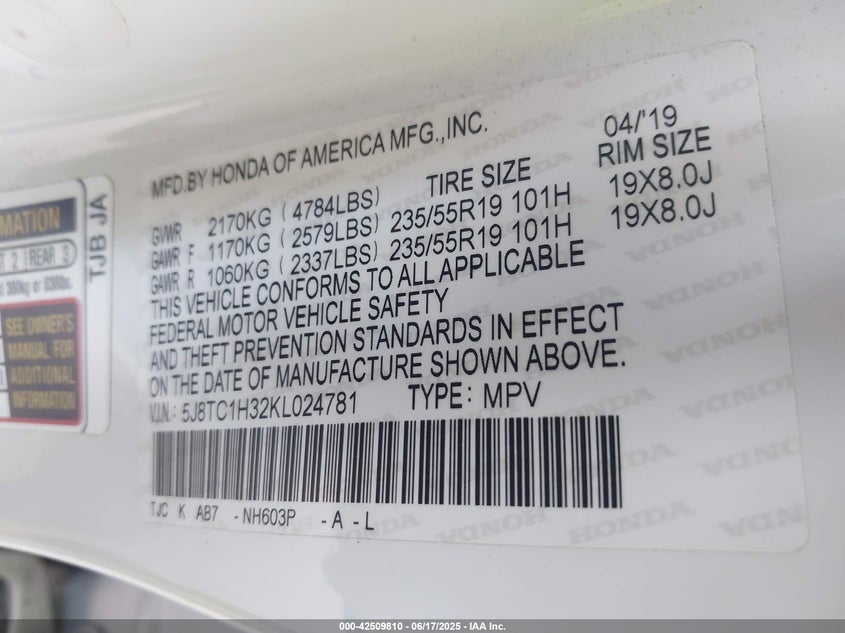 MFD.BY HONDA OF AMERICA MFG.,INC. 04/'19
TIRE SIZE RIM SIZE
GVWR 2170KG ( 4784LBS)
GAWR F 1170KG ( 2579LBS) 235/55R19 101H 19X8.0J
GAWR R 1060KG ( 2337LBS) 235/55R19 101H 19X8.0J
THIS VEHICLE CONFORMS TO ALL APPLICABLE
FEDERAL MOTOR VEHICLE SAFETY
AND THEFT PREVENTION STANDARDS IN EFFECT
ON THE DATE OF MANUFACTURE SHOWN ABOVE.
V.I.N.: 5J8TC1H32KL024781 TYPE: MPV
TJC K AB7 -NH603P -A-L
TJB JA
REAR 3
SEE OWNER'S
MANUAL FOR
ADDITIONAL
INFORMATION
HONDA
000-42509810 - 06/17/2025 - IAA Inc.